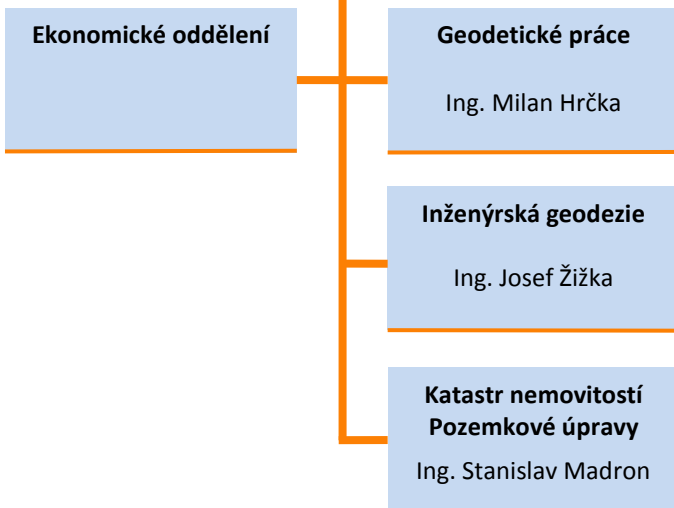 Ekonomické oddělení
Geodetické práce
Ing. Milan Hrčka
Inženýrská geodezie
Ing. Josef Žižka
Katastr nemovitostí
Pozemkové úpravy
Ing. Stanislav Madron